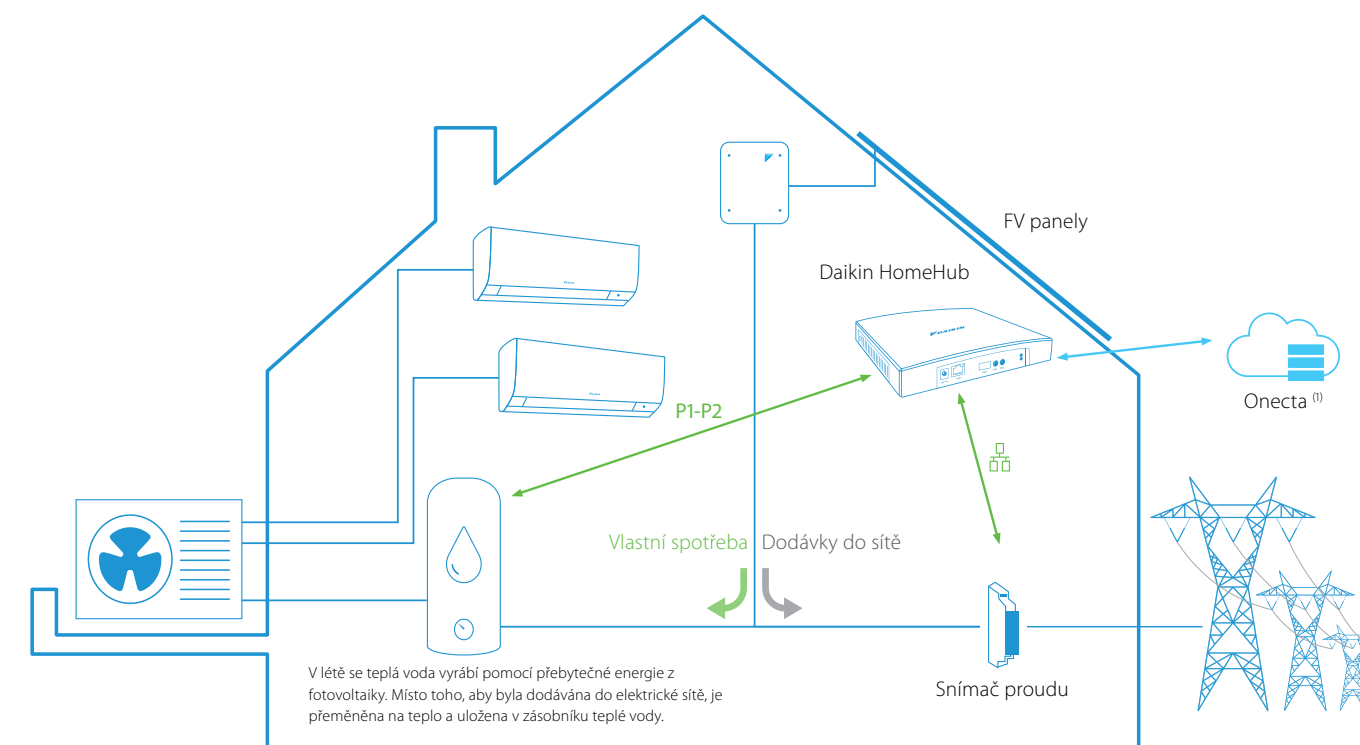 FV panely
Daikin HomeHub
DAIKIN
Onecta (1)
P1-P2
Vlastní spotřeba
Dodávky do sítě
Snímač proudu
V létě se teplá voda vyrábí pomocí přebytečné energie z
fotovoltaiky. Místo toho, aby byla dodávána do elektrické sítě, je
přeměněna na teplo a uložena v zásobníku teplé vody.